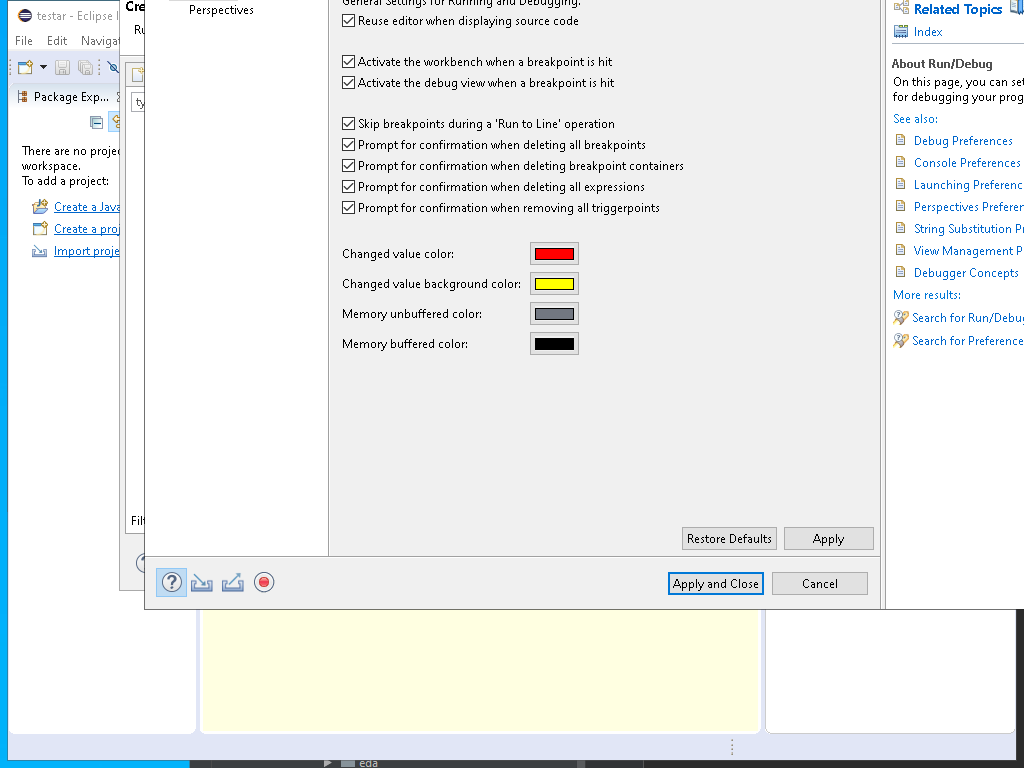 testar - Eclipse I
File Edit Navigat
Package Exp...
There are no proje
workspace.
To add a project:
Create a Java
Create a proj
Import proje
Cre
Ru
ty
Filt
Perspectives
General Settings for Running and Debugging.
Reuse editor when displaying source code
Activate the workbench when a breakpoint is hit
Activate the debug view when a breakpoint is hit
Skip breakpoints during a 'Run to Line' operation
Prompt for confirmation when deleting all breakpoints
Prompt for confirmation when deleting breakpoint containers
Prompt for confirmation when deleting all expressions
Prompt for confirmation when removing all triggerpoints
Changed value color:
Changed value background color:
Memory unbuffered color:
Memory buffered color:
Restore Defaults Apply
Apply and Close Cancel
Related Topics
Index
About Run/Debug
On this page, you can set
for debugging your prog
See also:
Debug Preferences
Console Preferences
Launching Preferenc
Perspectives Preferen
String Substitution Pr
View Management P
Debugger Concepts
More results:
Search for Run/Debug
Search for Preference
eda